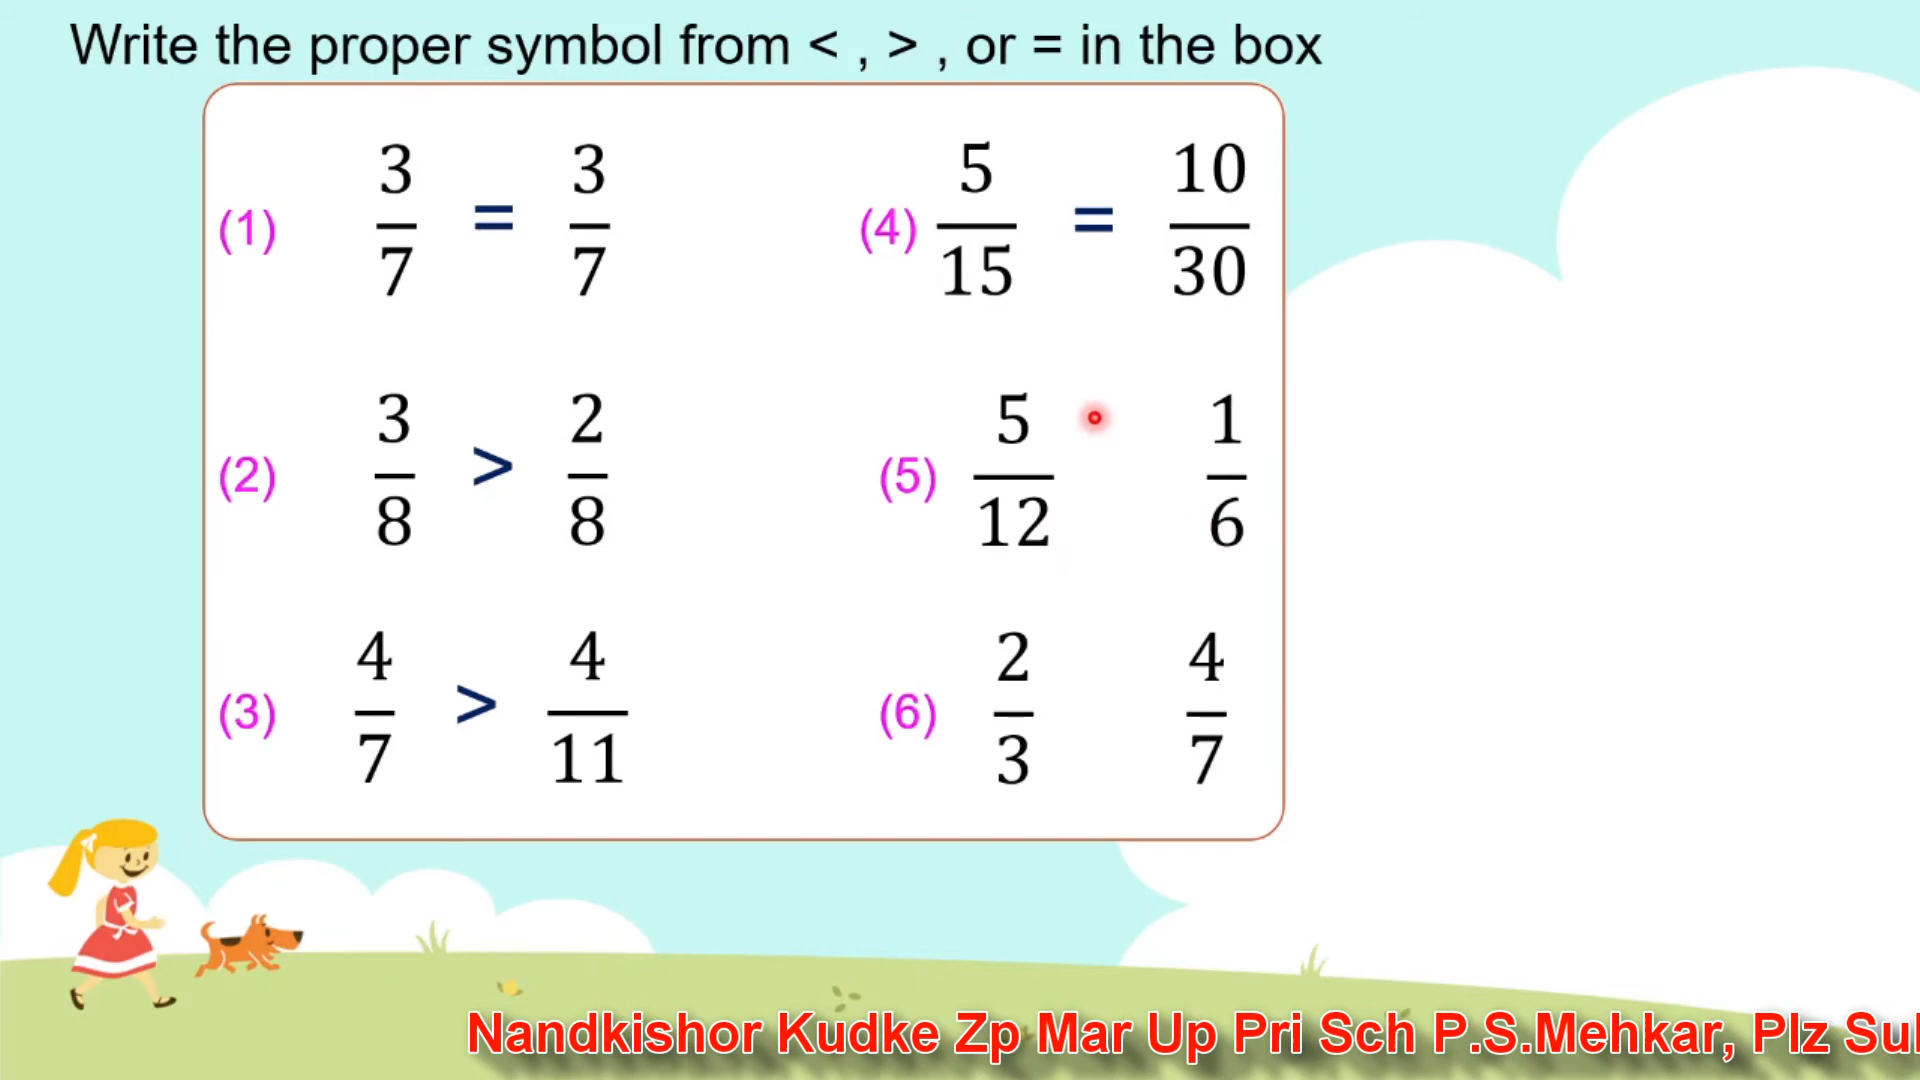 Write the proper symbol from < , > , or = in the box
(1) 3/7 = 3/7
(4) 5/15 = 10/30
(2) 3/8 > 2/8
(5) 5/12 1/6
(3) 4/7 > 4/11
(6) 2/3 4/7
Nandkishor Kudke Zp Mar Up Pri Sch P.S.Mehkar, Plz